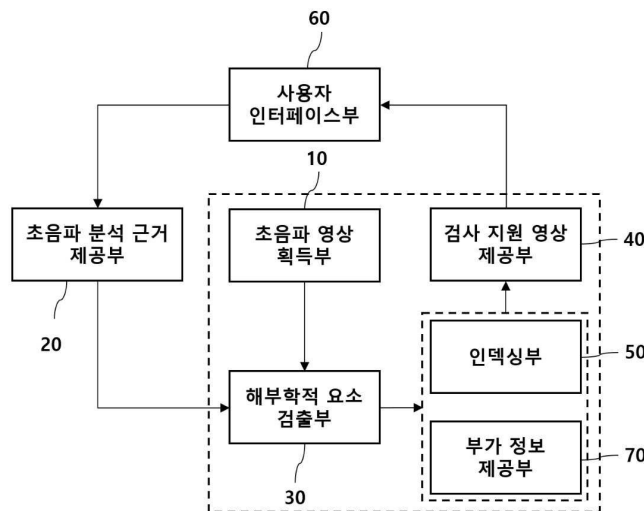 60
사용자
인터페이스부
10
초음파 분석 근거
제공부
20
초음파 영상
획득부
검사 지원 영상
제공부
40
인덱싱부
50
해부학적 요소
검출부
30
부가 정보
제공부
70